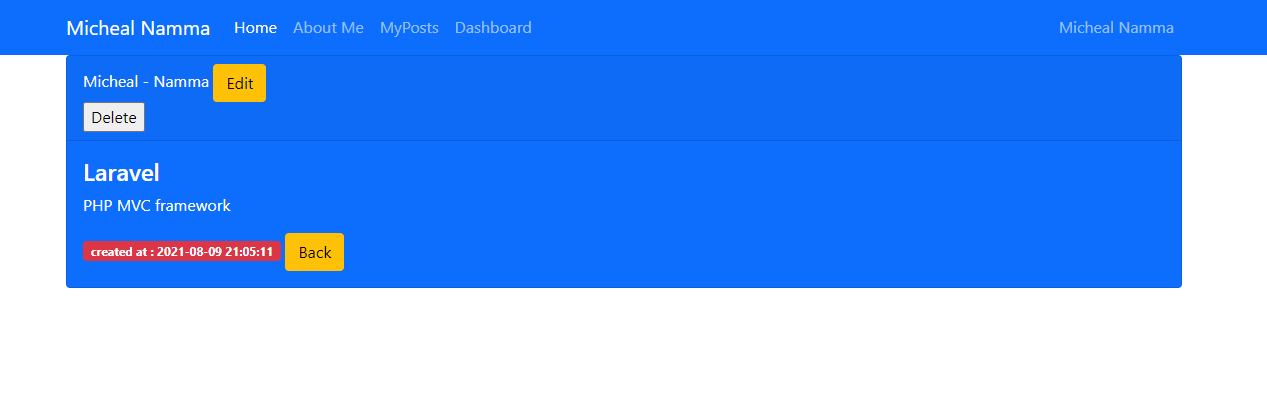 Micheal Namma Home About Me MyPosts Dashboard Micheal Namma
Micheal - Namma Edit
Delete
Laravel
PHP MVC framework
created at : 2021-08-09 21:05:11 Back